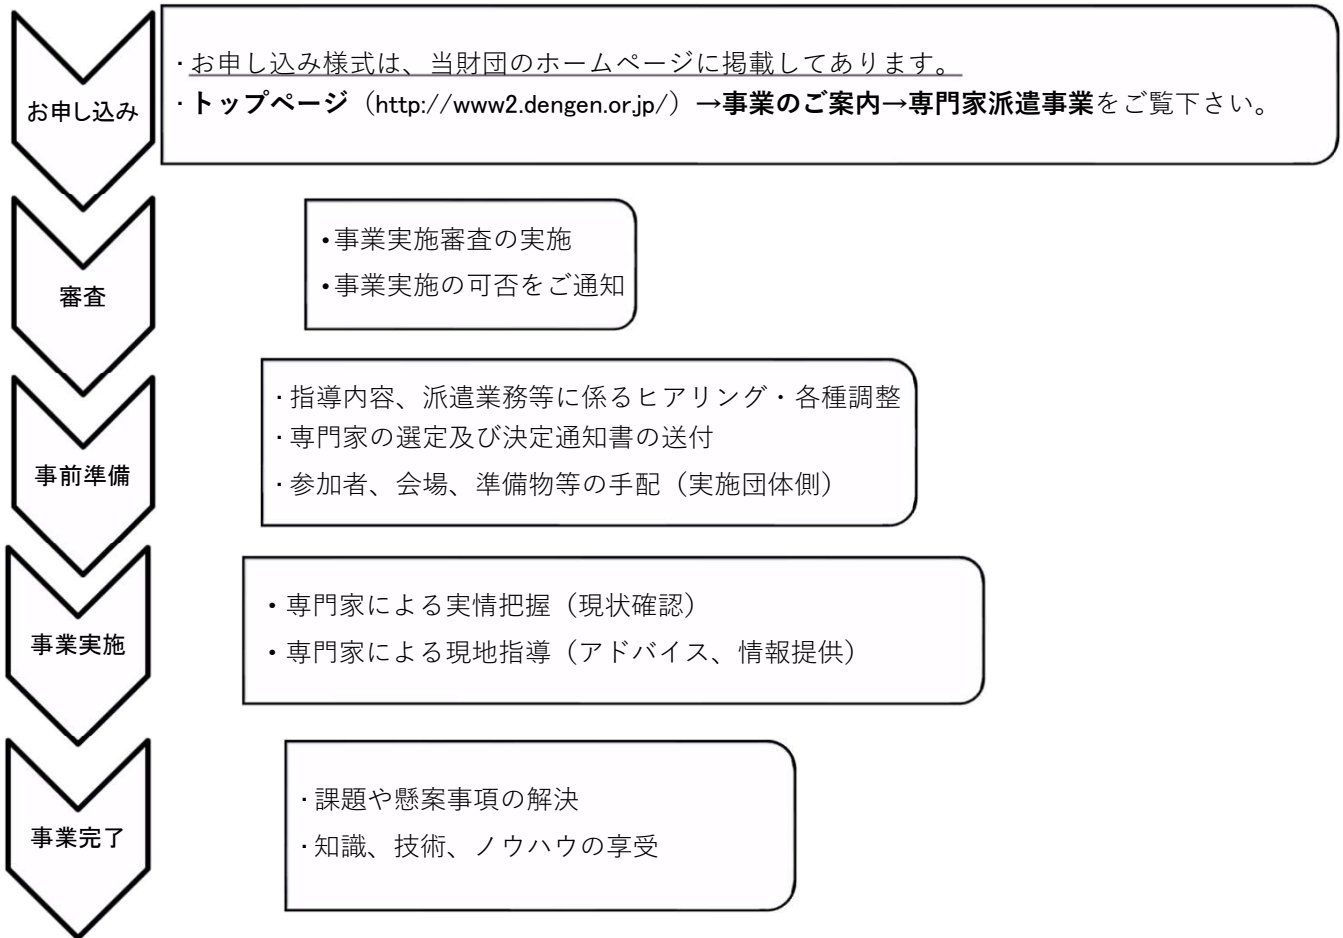 お申し込み
・お申し込み様式は、当財団のホームページに掲載してあります。
・トップページ（http://www2.dengen.or.jp/）→事業のご案内→専門家派遣事業をご覧下さい。
審査
•事業実施審査の実施
•事業実施の可否をご通知
事前準備
・指導内容、派遣業務等に係るヒアリング・各種調整
・専門家の選定及び決定通知書の送付
・参加者、会場、準備物等の手配（実施団体側）
事業実施
・専門家による実情把握（現状確認）
・専門家による現地指導（アドバイス、情報提供）
事業完了
・課題や懸案事項の解決
・知識、技術、ノウハウの享受